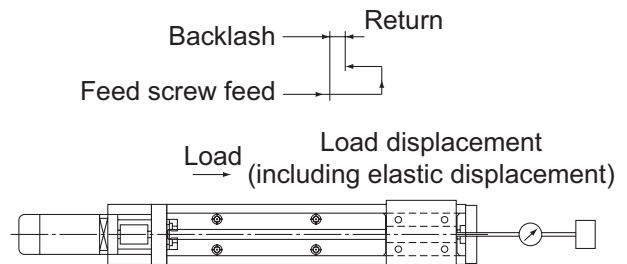 Backlash
Return
Feed screw feed
Load
Load displacement
(including elastic displacement)